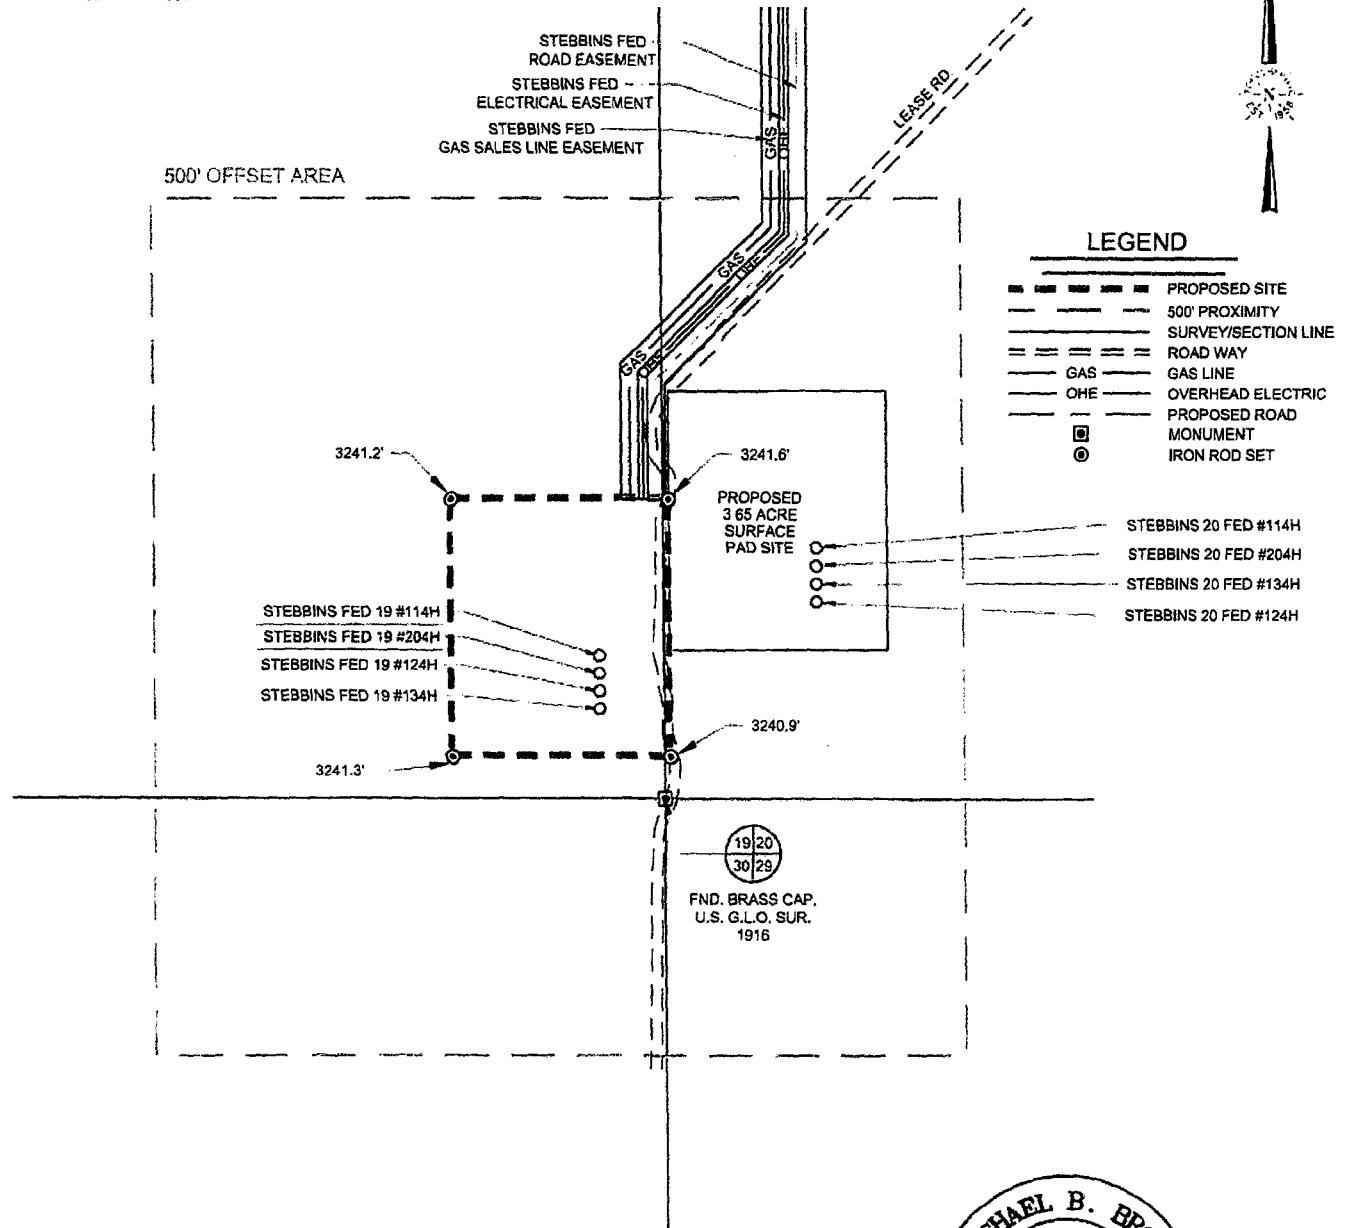 STEBBINS FED
ROAD EASEMENT
STEBBINS FED
ELECTRICAL EASEMENT
STEBBINS FED
GAS SALES LINE EASEMENT
GAS
OHE
LEASE RD.
N
1958
500' OFFSET AREA
GAS
OHE
GAS
OHE
LEGEND
PROPOSED SITE
500' PROXIMITY
SURVEY/SECTION LINE
ROAD WAY
GAS GAS LINE
OHE OVERHEAD ELECTRIC
PROPOSED ROAD
MONUMENT
IRON ROD SET
3241.2'
3241.6'
PROPOSED
3 65 ACRE
SURFACE
PAD SITE
STEBBINS 20 FED #114H
STEBBINS 20 FED #204H
STEBBINS 20 FED #134H
STEBBINS 20 FED #124H
STEBBINS FED 19 #114H
STEBBINS FED 19 #204H
STEBBINS FED 19 #124H
STEBBINS FED 19 #134H
3240.9'
3241.3'
19 20
30 29
FND. BRASS CAP.
U.S. G.L.O. SUR.
1916
B.